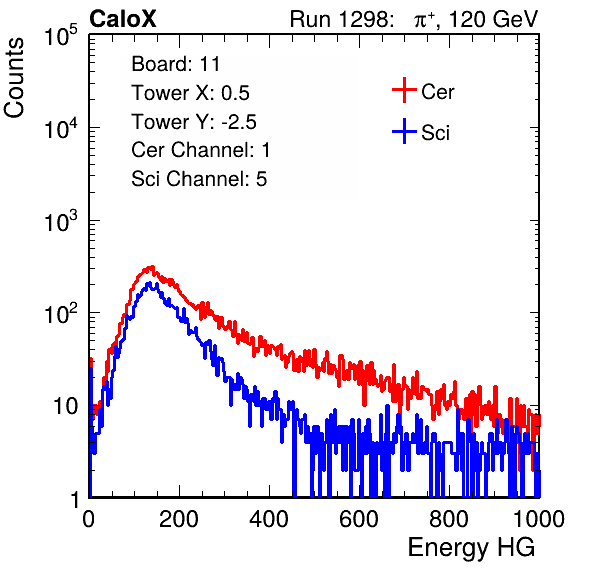 CaloX Run 1298: π⁺, 120 GeV
Counts
Board: 11
Tower X: 0.5
Tower Y: -2.5
Cer Channel: 1
Sci Channel: 5
Cer
Sci
10⁵
10⁴
10³
10²
10
1
0 200 400 600 800 1000
Energy HG